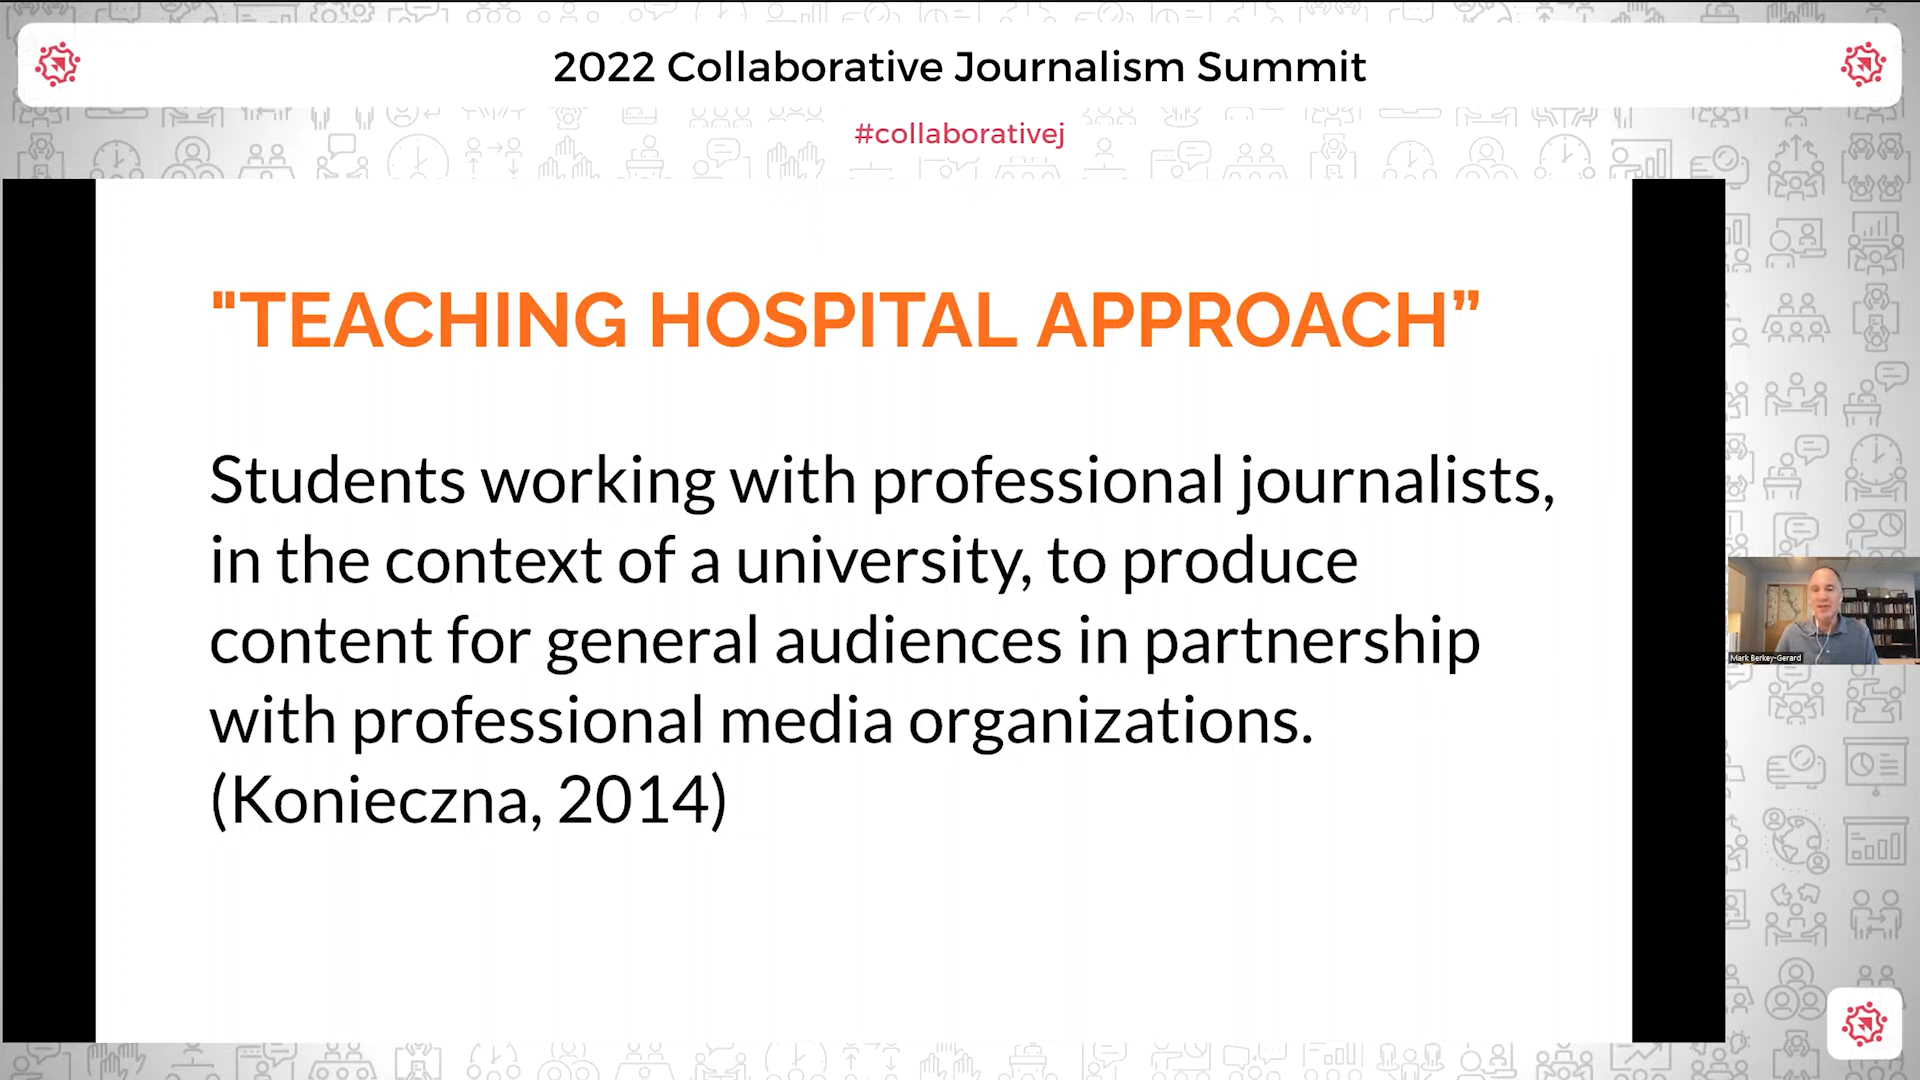 2022 Collaborative Journalism Summit
#collaborativej
"TEACHING HOSPITAL APPROACH”
Students working with professional journalists,
in the context of a university, to produce
content for general audiences in partnership
with professional media organizations.
(Konieczna, 2014)
Mark Berkey-Gerard